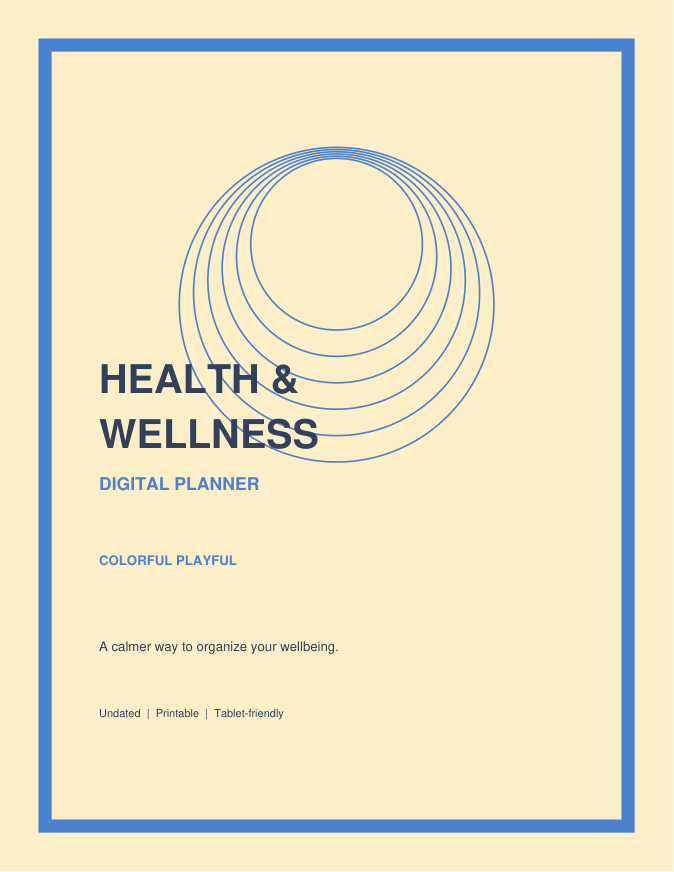 HEALTH &
WELLNESS
DIGITAL PLANNER
COLORFUL PLAYFUL
A calmer way to organize your wellbeing.
Undated | Printable | Tablet-friendly